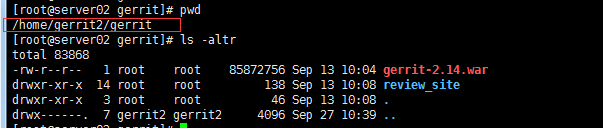 [root@server02 gerrit]# pwd
/home/gerrit2/gerrit
[root@server02 gerrit]# ls -altr
total 83868
-rw-r--r--   1 root    root    85872756 Sep 13 10:04 gerrit-2.14.war
drwxr-xr-x  14 root    root         138 Sep 13 10:08 review_site
drwxr-xr-x   3 root    root          46 Sep 13 10:08 .
drwx------.  7 gerrit2 gerrit2     4096 Sep 27 10:39 ..
[root@server02 gerrit]#